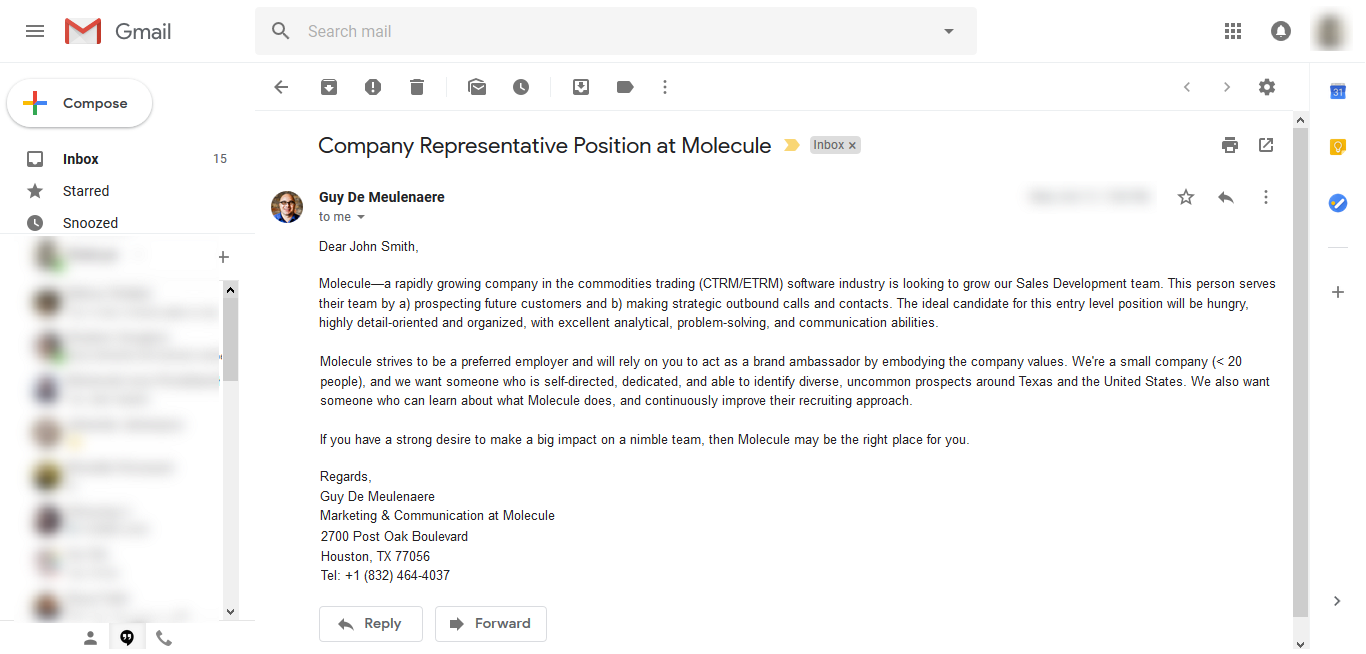 Gmail
Search mail
Compose
Inbox 15
Starred
Snoozed
Company Representative Position at Molecule Inbox ×
Guy De Meulenaere
to me
Dear John Smith,
Molecule—a rapidly growing company in the commodities trading (CTRM/ETRM) software industry is looking to grow our Sales Development team. This person serves
their team by a) prospecting future customers and b) making strategic outbound calls and contacts. The ideal candidate for this entry level position will be hungry,
highly detail-oriented and organized, with excellent analytical, problem-solving, and communication abilities.
Molecule strives to be a preferred employer and will rely on you to act as a brand ambassador by embodying the company values. We're a small company (< 20
people), and we want someone who is self-directed, dedicated, and able to identify diverse, uncommon prospects around Texas and the United States. We also want
someone who can learn about what Molecule does, and continuously improve their recruiting approach.
If you have a strong desire to make a big impact on a nimble team, then Molecule may be the right place for you.
Regards,
Guy De Meulenaere
Marketing & Communication at Molecule
2700 Post Oak Boulevard
Houston, TX 77056
Tel: +1 (832) 464-4037
Reply Forward
31